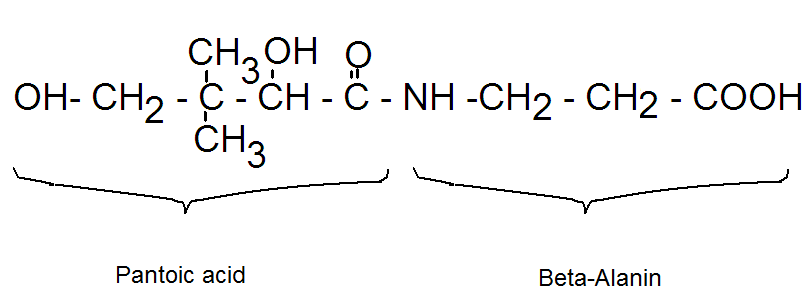 CH3 OH O
OH- CH2 - C - CH - C - NH -CH2 - CH2 - COOH
CH3
Pantoic acid
Beta-Alanin